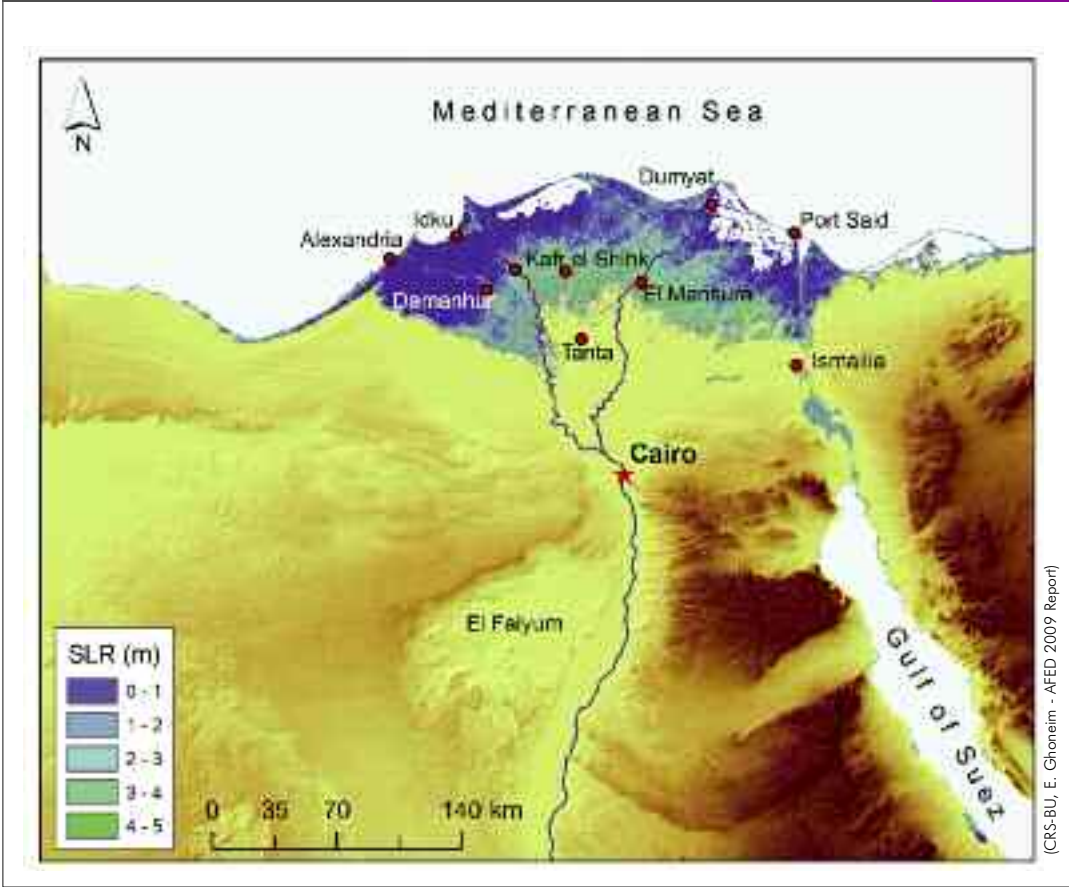 Mediterranean Sea
N
Dumyat
Idku
Port Said
Alexandria
Kafr el Shink
Damanhur
El Mansum
Tanta
Ismailia
Cairo
El Faiyum
Gulf of Suez
SLR (m)
0 - 1
1 - 2
2 - 3
3 - 4
4 - 5
0 35 70 140 km
(CRS-BU, E. Ghoneim - AFED 2009 Report)